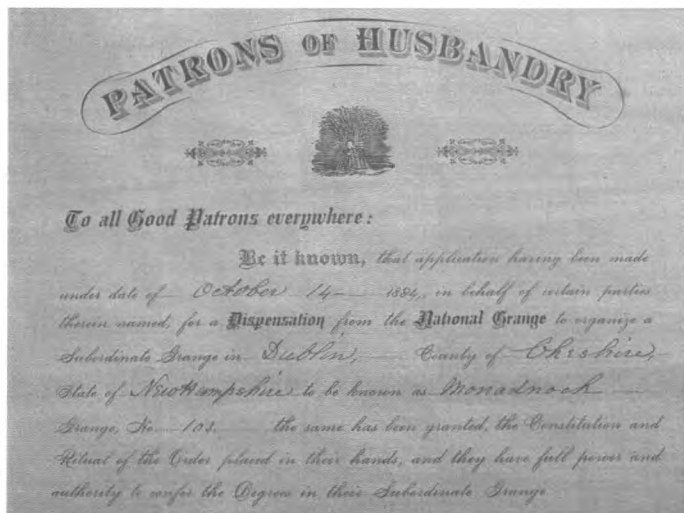 PATRONS OF HUSBANDRY
To all Good Patrons everywhere:
Be it known, that application having been made
under date of October 14 1884, in behalf of certain parties
therein named, for a Dispensation from the National Grange to organize a
Subordinate Grange in Dublin, County of Cheshire,
State of New Hampshire to be known as Monadnock
Grange, No. 103. the same has been granted, the Constitution and
Ritual of the Order placed in their hands, and they have full power and
authority to confer the Degrees in their Subordinate Grange.